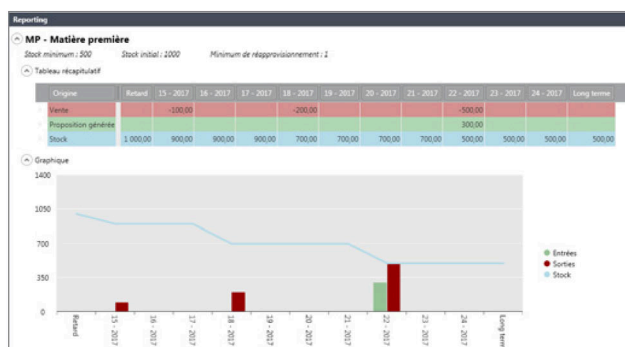 Reporting
MP - Matière première
Stock minimum : 500 Stock initial : 1000 Minimum de réapprovisionnement : 1
Tableau récapitulatif
Origine Retard 15 - 2017 16 - 2017 17 - 2017 18 - 2017 19 - 2017 20 - 2017 21 - 2017 22 - 2017 23 - 2017 24 - 2017 Long terme
Vente -100,00 -200,00 -500,00
Proposition générée 300,00
Stock 1 000,00 900,00 900,00 900,00 700,00 700,00 700,00 700,00 500,00 500,00 500,00 500,00
Graphique
1400
1050
700
350
0
Entrées
Sorties
Stock
Retard 15 - 2017 16 - 2017 17 - 2017 18 - 2017 19 - 2017 20 - 2017 21 - 2017 22 - 2017 23 - 2017 24 - 2017 Long terme